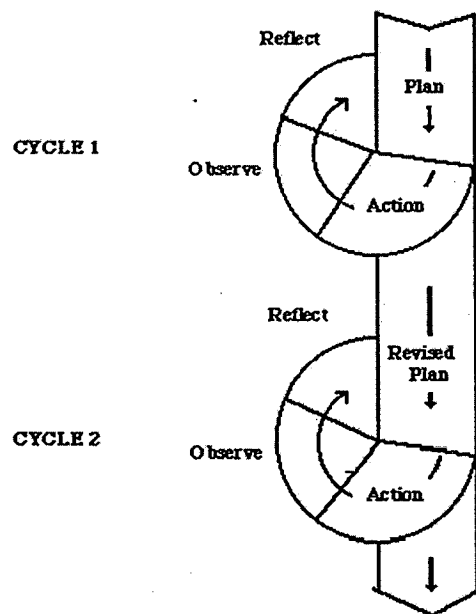 Reflect
Plan
CYCLE 1
Observe
Action
Reflect
Revised
Plan
CYCLE 2
Observe
Action